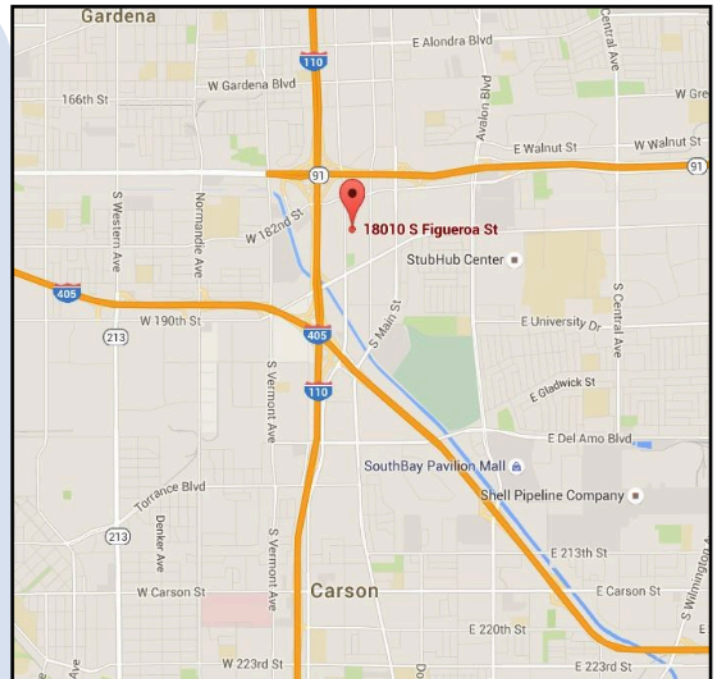 Gardena
E Alondra Blvd
Central Ave
110
W Gardena Blvd
Avalon Blvd
166th St
W Gre
E Walnut St
W Walnut St
91
91
S Western Ave
Normandie Ave
W 182nd St
18010 S Figueroa St
StubHub Center
405
S Central Ave
W 190th St
E University Dr
213
405
S Main St
S Vermont Ave
110
E Gladwick St
E Del Amo Blvd
SouthBay Pavilion Mall
Torrance Blvd
Shell Pipeline Company
213
Denker Ave
S Vermont Ave
E 213th St
W Carson St
Carson
E Carson St
S Wilmington A
E 220th St
E
W 223rd St
E 223rd St
Ave